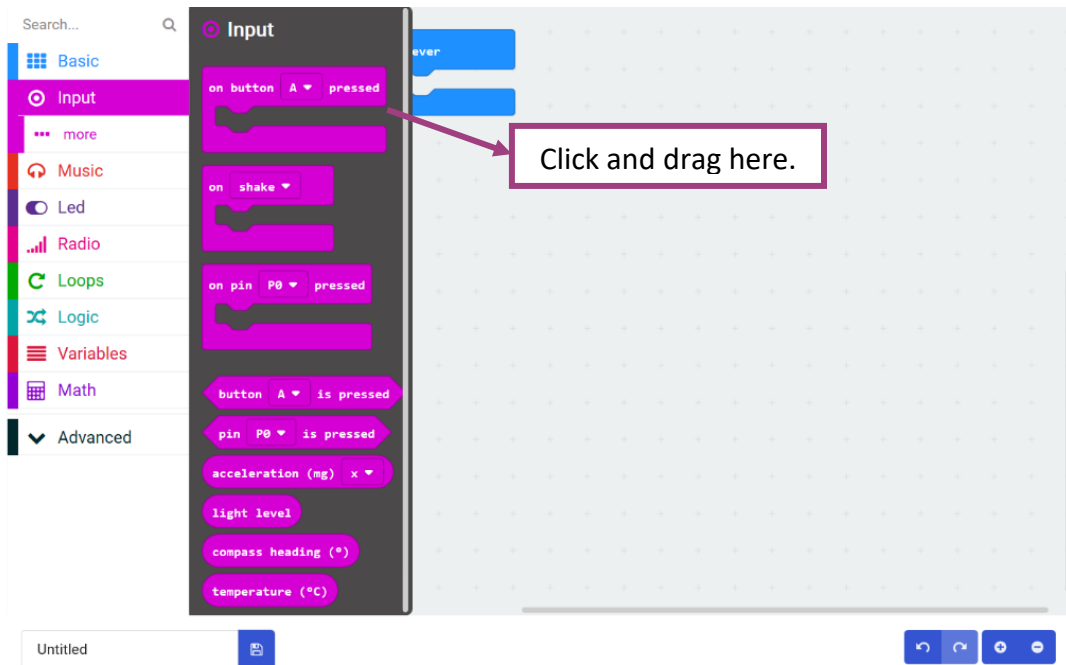 Search...
Basic
Input
more
Music
Led
Radio
Loops
Logic
Variables
Math
Advanced
Input
on button A pressed
on shake
on pin P0 pressed
button A is pressed
pin P0 is pressed
acceleration (mg) x
light level
compass heading (°)
temperature (°C)
ever
Click and drag here.
Untitled